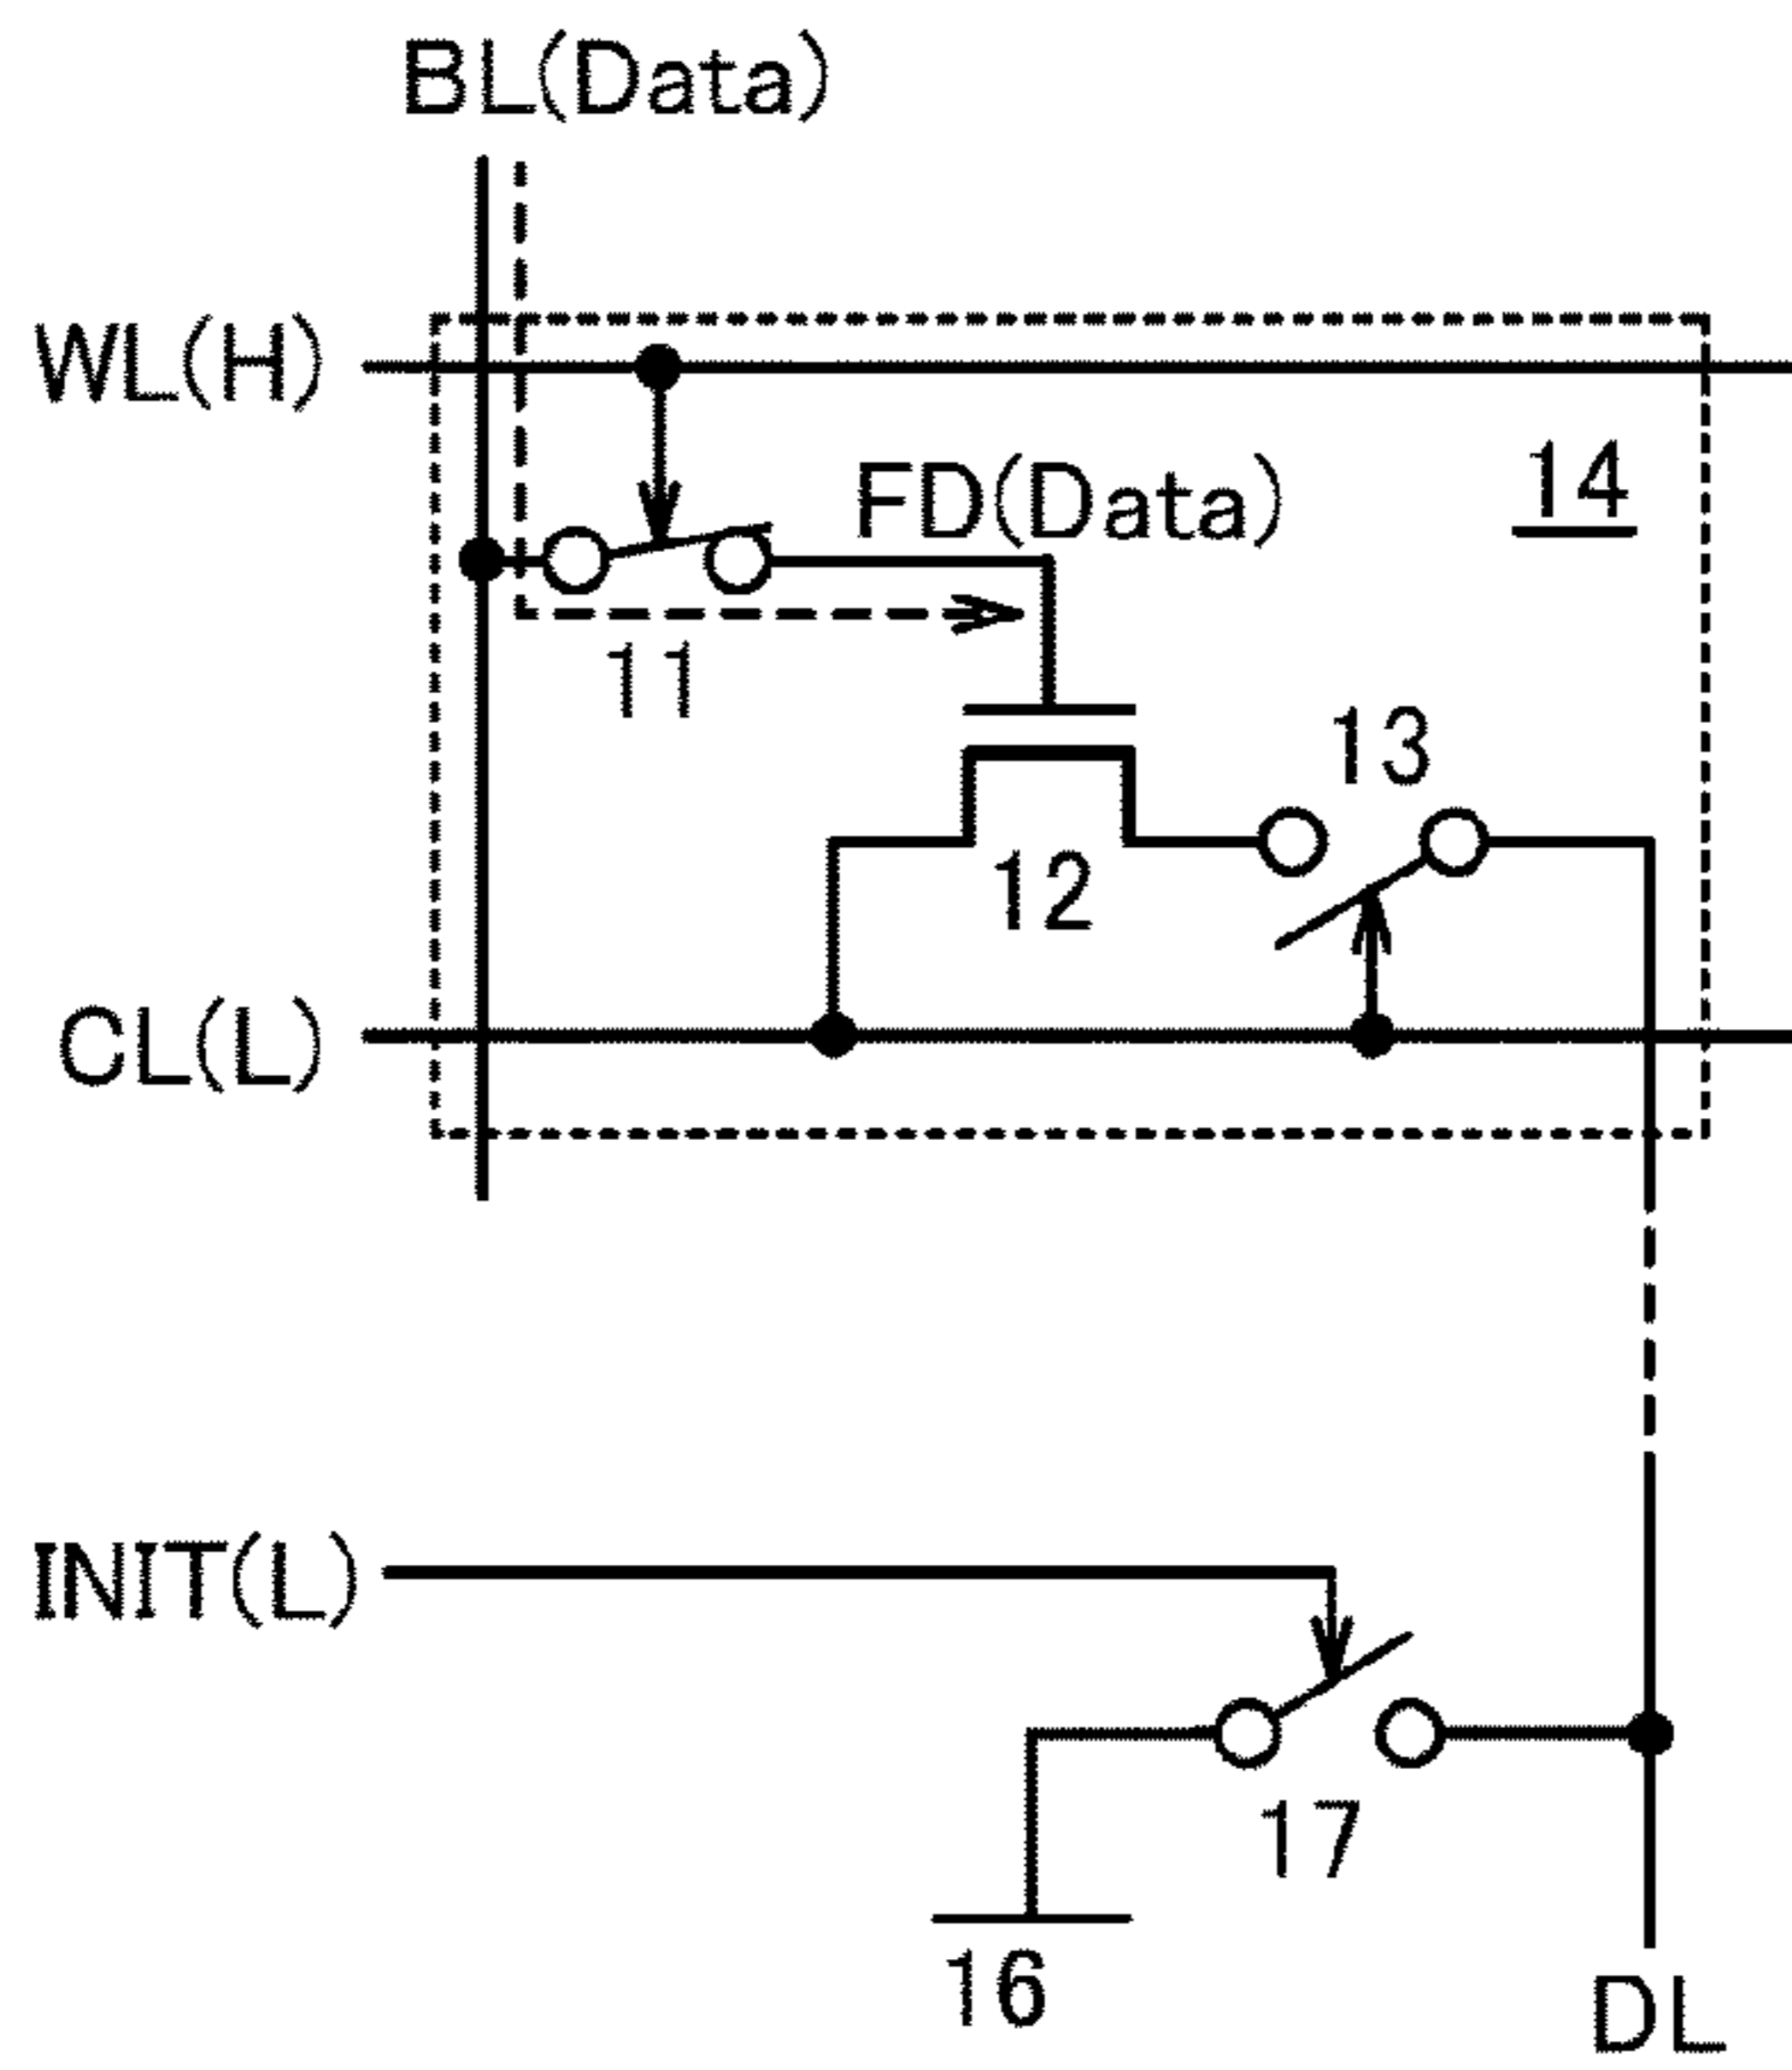 BL(Data)
WL(H)
FD(Data)
14
11
13
12
CL(L)
INIT(L)
17
16
DL